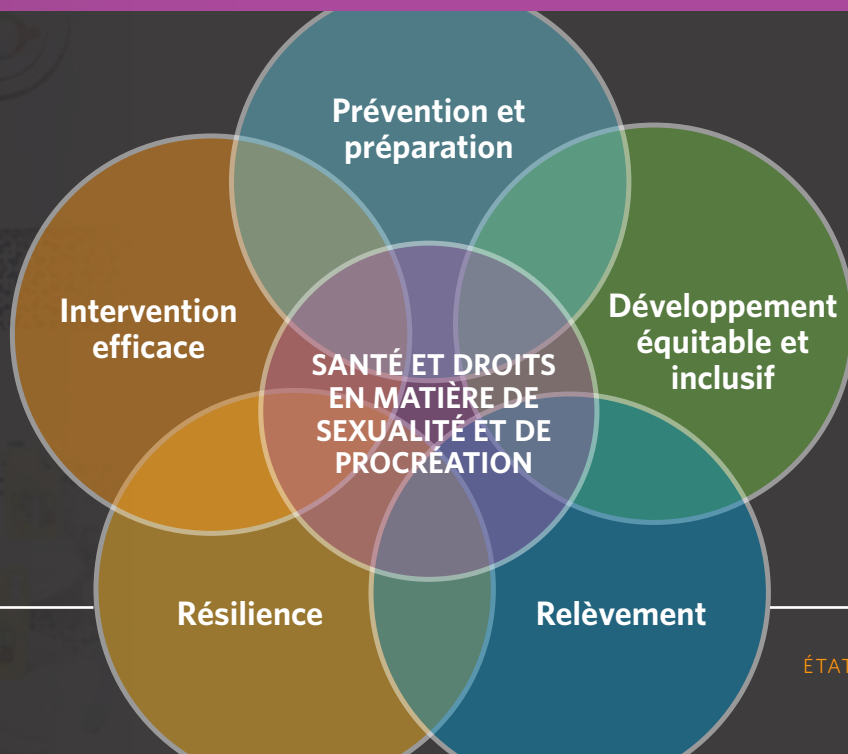 Prévention et
préparation
Intervention
efficace
Développement
équitable et
inclusif
SANTÉ ET DROITS
EN MATIÈRE DE
SEXUALITÉ ET DE
PROCRÉATION
Résilience
Relèvement
ÉTAT